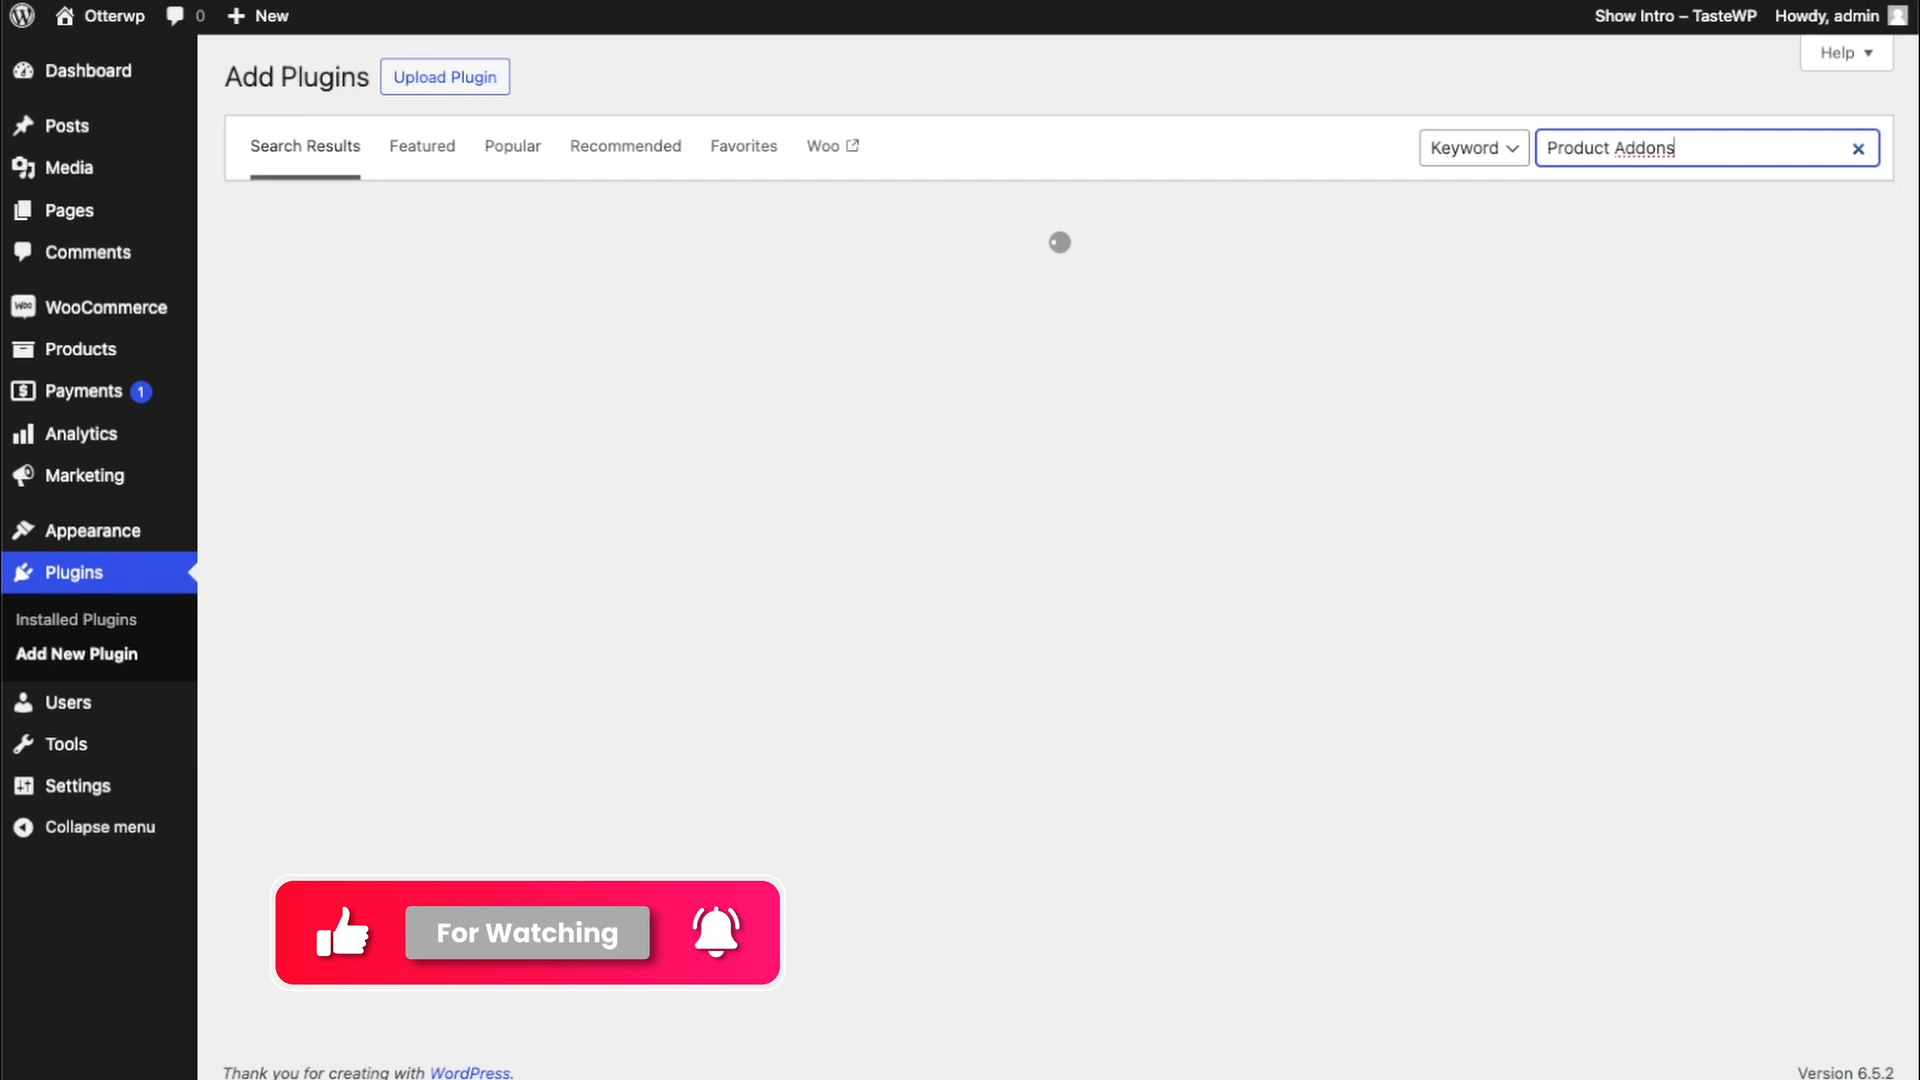 Otterwp
0
New
Show Intro – TasteWP
Howdy, admin
Help
Dashboard
Posts
Media
Pages
Comments
Woo
WooCommerce
Products
Payments
1
Analytics
Marketing
Appearance
Plugins
Installed Plugins
Add New Plugin
Users
Tools
Settings
Collapse menu
Add Plugins
Upload Plugin
Search Results
Featured
Popular
Recommended
Favorites
Woo
Keyword
Product Addons
For Watching
Thank you for creating with WordPress.
Version 6.5.2